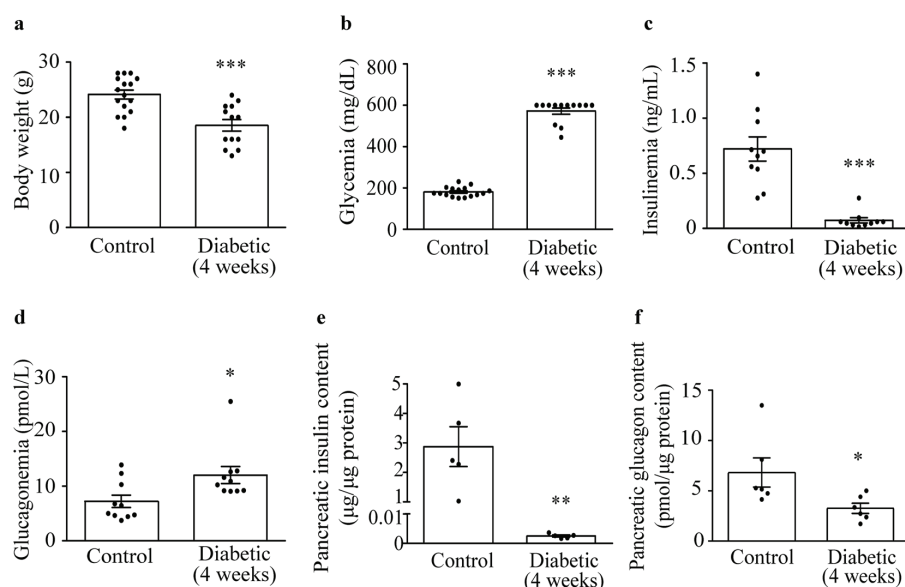 a
Body weight (g)
30
20
10
0
***
Control
Diabetic
(4 weeks)
b
Glycemia (mg/dL)
800
600
400
200
0
***
Control
Diabetic
(4 weeks)
c
Insulinemia (ng/mL)
1.5
1.0
0.5
0
***
Control
Diabetic
(4 weeks)
d
Glucagonemia (pmol/L)
30
20
10
0
*
Control
Diabetic
(4 weeks)
e
Pancreatic insulin content
(μg/μg protein)
5
4
3
2
1
0.01
0
**
Control
Diabetic
(4 weeks)
f
Pancreatic glucagon content
(pmol/μg protein)
15
10
5
0
*
Control
Diabetic
(4 weeks)